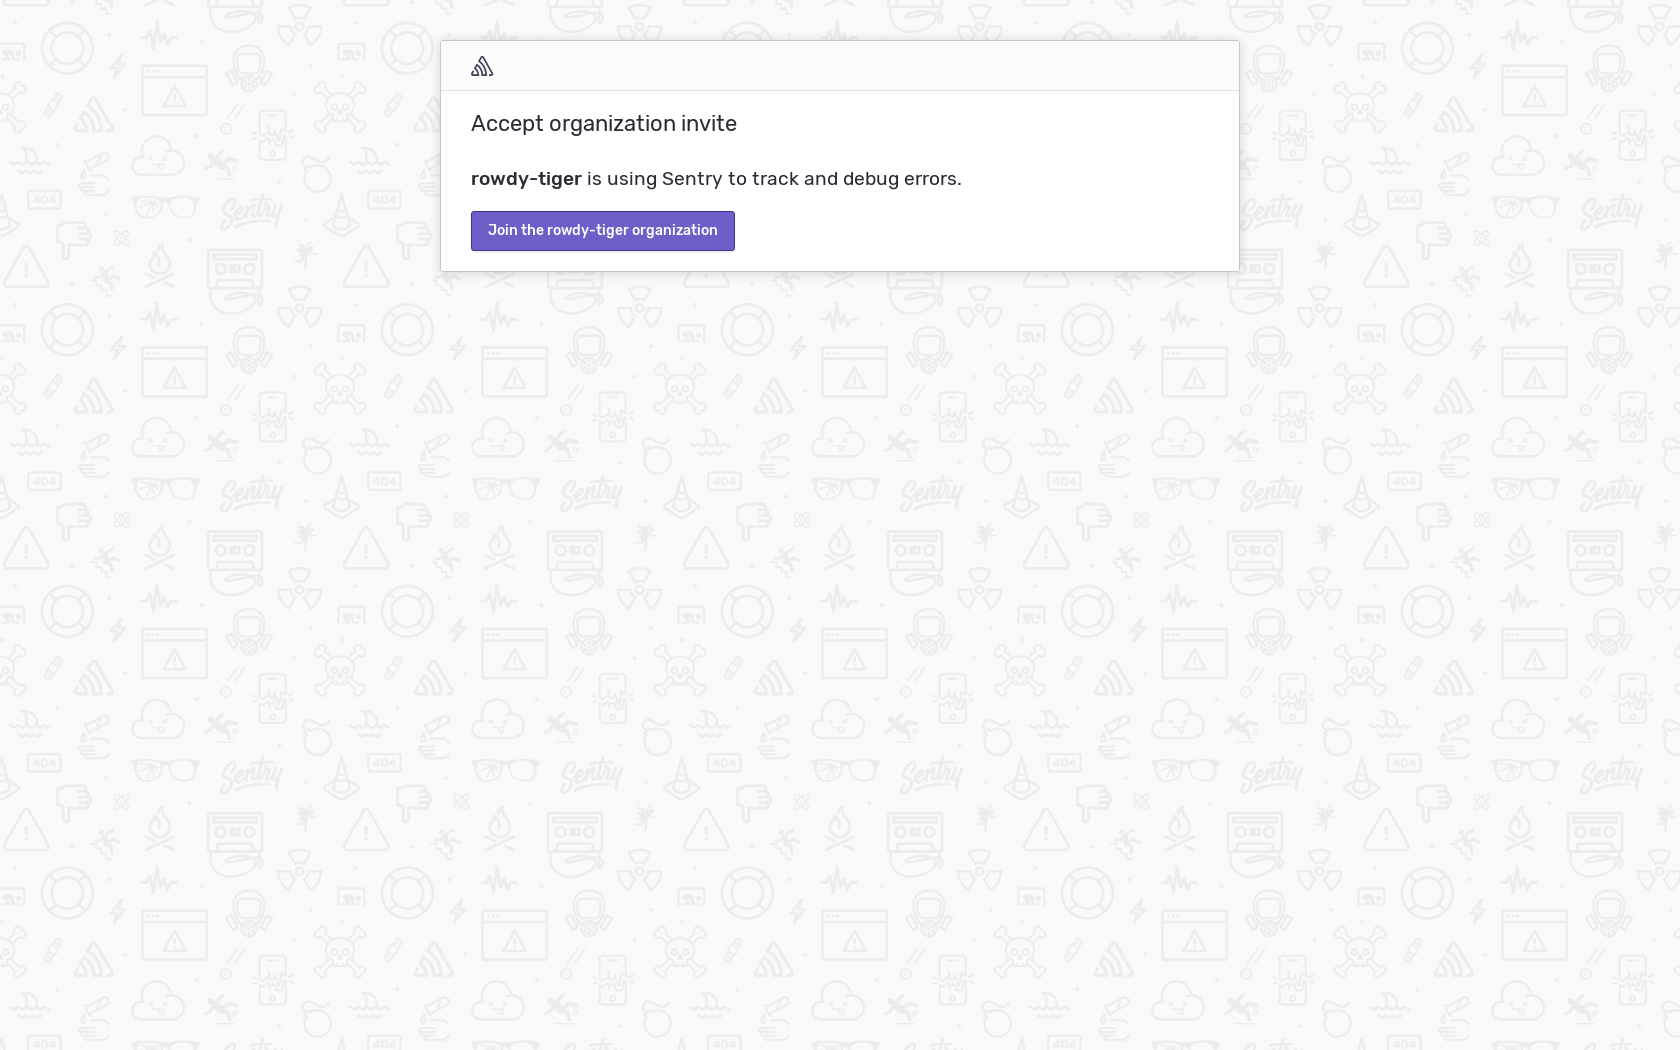 Accept organization invite
rowdy-tiger is using Sentry to track and debug errors.
Join the rowdy-tiger organization